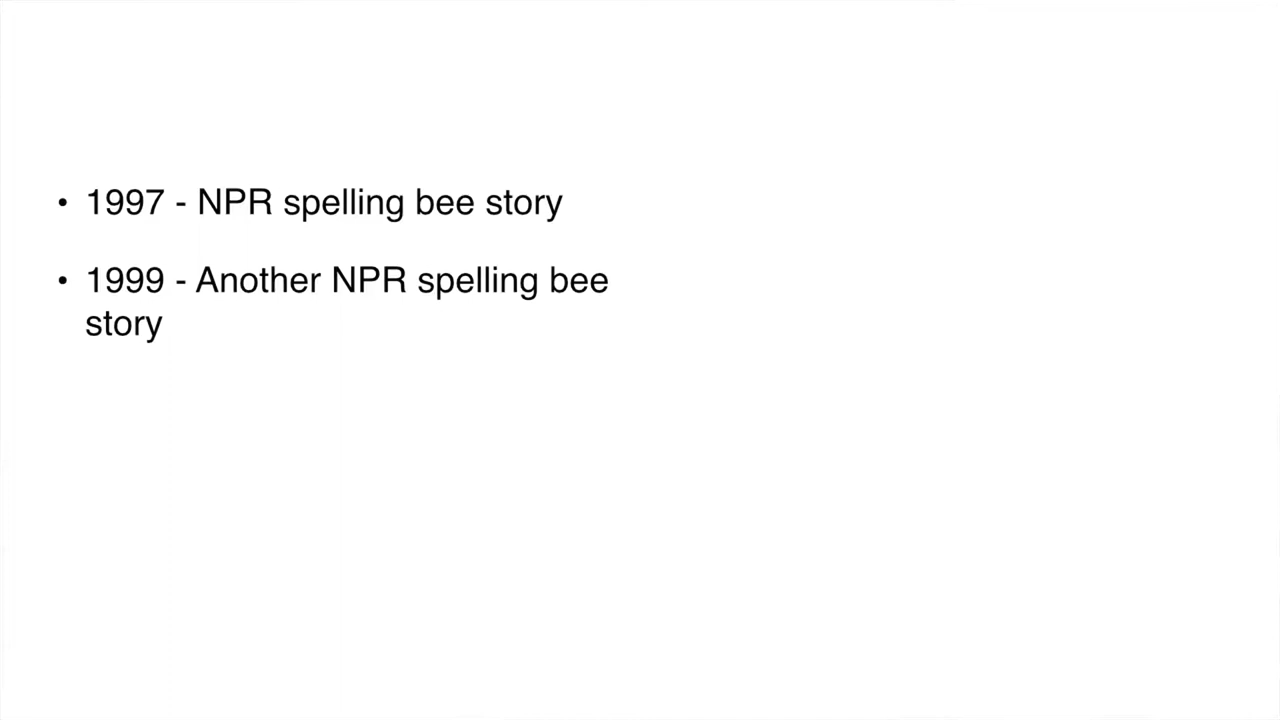 • 1997 - NPR spelling bee story
• 1999 - Another NPR spelling bee
story